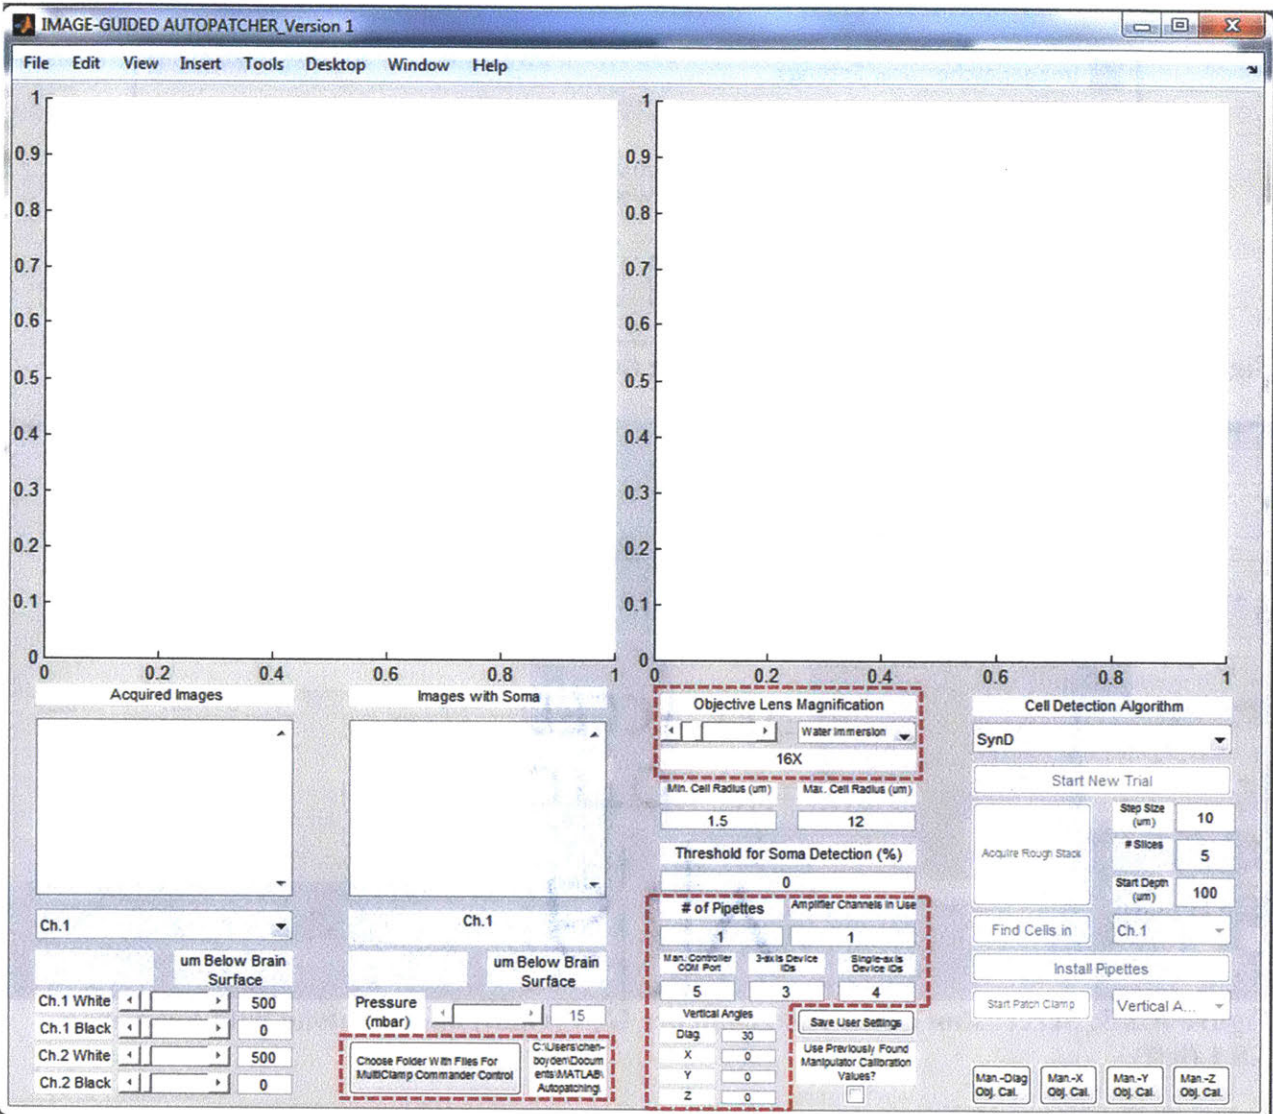 IMAGE-GUIDED AUTOPATCHER_Version 1
File Edit View Insert Tools Desktop Window Help
1
0.9
0.8
0.7
0.6
0.5
0.4
0.3
0.2
0.1
0
0 0.2 0.4 0.6 0.8 1
1
0.9
0.8
0.7
0.6
0.5
0.4
0.3
0.2
0.1
0
0 0.2 0.4 0.6 0.8 1
Acquired Images
Ch.1
um Below Brain
Surface
Ch.1 White 500
Ch.1 Black 0
Ch.2 White 500
Ch.2 Black 0
Images with Soma
Ch.1
um Below Brain
Surface
Pressure
(mbar)
15
Choose Folder With Files For
MultiClamp Commander Control
C:\Users\chen-
boyden\Docum
ents\MATLAB\
Autopatching\
Objective Lens Magnification
Water Immersion
16X
Min. Cell Radius (um) Max. Cell Radius (um)
1.5 12
Threshold for Soma Detection (%)
0
# of Pipettes Amplifier Channels in Use
1 1
Man. Controller
COM Port
3-axis Device
IDs
Single-axis
Device IDs
5 3 4
Vertical Angles
Diag 30
X 0
Y 0
Z 0
Save User Settings
Use Previously Found
Manipulator Calibration
Values?
Cell Detection Algorithm
SynD
Start New Trial
Acquire Rough Stack
Step Size
(um)
10
# Slices
5
Start Depth
(um)
100
Find Cells in Ch.1
Install Pipettes
Start Patch Clamp Vertical A...
Man.-Diag
Obj. Cal.
Man.-X
Obj. Cal.
Man.-Y
Obj. Cal.
Man.-Z
Obj. Cal.